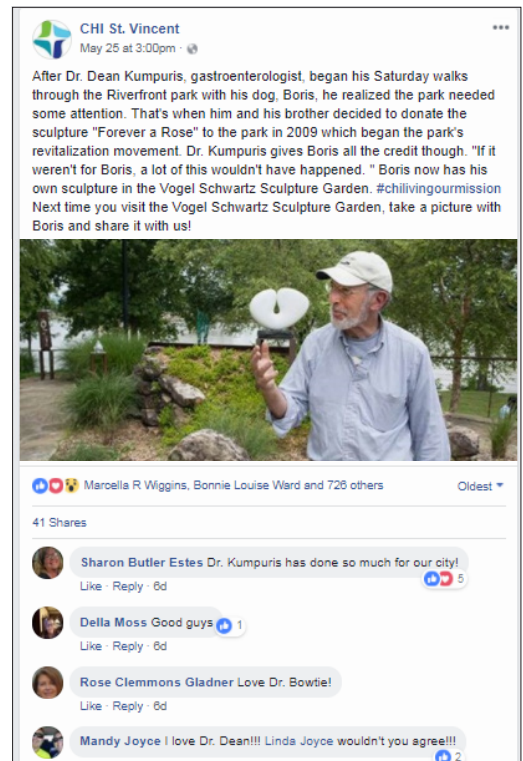 CHI St. Vincent
May 25 at 3:00pm ·
After Dr. Dean Kumpuris, gastroenterologist, began his Saturday walks
through the Riverfront park with his dog, Boris, he realized the park needed
some attention. That's when him and his brother decided to donate the
sculpture "Forever a Rose" to the park in 2009 which began the park's
revitalization movement. Dr. Kumpuris gives Boris all the credit though. "If it
weren't for Boris, a lot of this wouldn't have happened. " Boris now has his
own sculpture in the Vogel Schwartz Sculpture Garden. #chilivingourmission
Next time you visit the Vogel Schwartz Sculpture Garden, take a picture with
Boris and share it with us!
Marcella R Wiggins, Bonnie Louise Ward and 726 others
Oldest
41 Shares
Sharon Butler Estes Dr. Kumpuris has done so much for our city!
5
Like · Reply · 6d
Della Moss Good guys
1
Like · Reply · 6d
Rose Clemmons Gladner Love Dr. Bowtie!
Like · Reply · 6d
Mandy Joyce I love Dr. Dean!!! Linda Joyce wouldn't you agree!!!
2